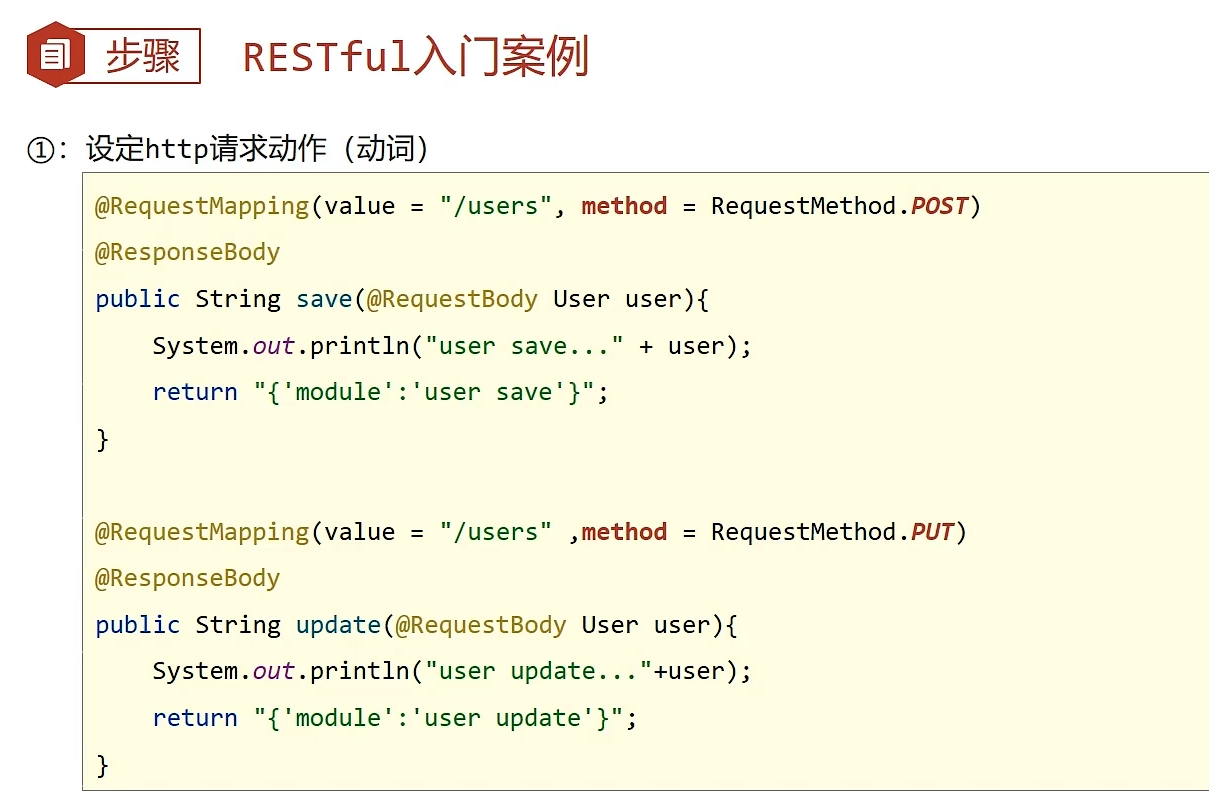 步骤 RESTful入门案例
①：设定http请求动作（动词）
@RequestMapping(value = "/users", method = RequestMethod.POST)
@ResponseBody
public String save(@RequestBody User user){
    System.out.println("user save..." + user);
    return "{'module':'user save'}";
}
@RequestMapping(value = "/users" ,method = RequestMethod.PUT)
@ResponseBody
public String update(@RequestBody User user){
    System.out.println("user update..."+user);
    return "{'module':'user update'}";
}